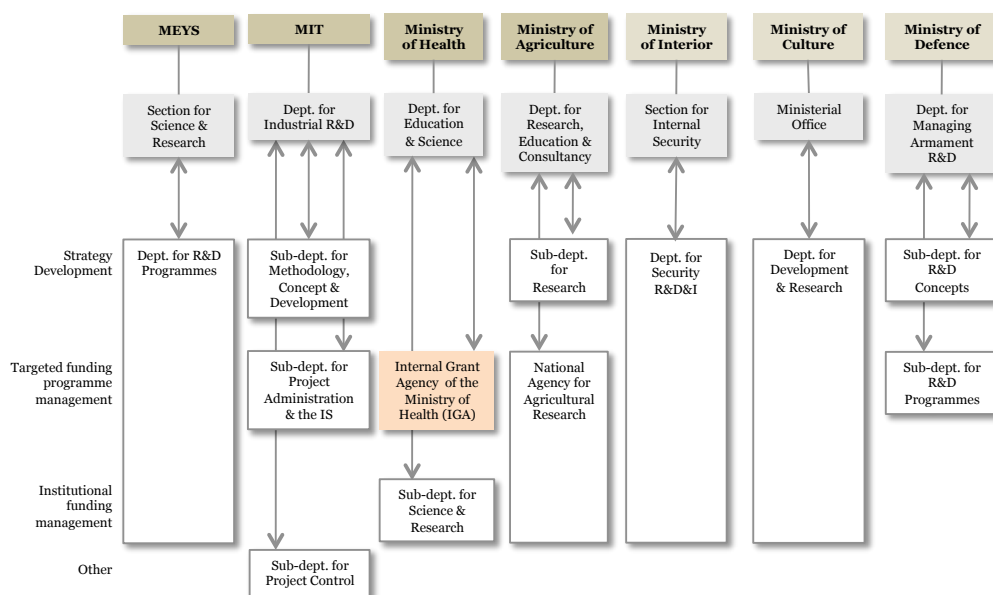 MEYS
MIT
Ministry
of Health
Ministry of
Agriculture
Ministry
of Interior
Ministry of
Culture
Ministry of
Defence
Section for
Science &
Research
Dept. for
Industrial R&D
Dept. for
Education
& Science
Dept. for
Research,
Education &
Consultancy
Section for
Internal
Security
Ministerial
Office
Dept. for
Managing
Armament
R&D
Strategy
Development
Dept. for R&D
Programmes
Sub-dept. for
Methodology,
Concept &
Development
Sub-dept.
for
Research
Dept. for
Security
R&D&I
Dept. for
Development
& Research
Sub-dept. for
R&D
Concepts
Targeted funding
programme
management
Sub-dept. for
Project
Administration
& the IS
Internal Grant
Agency of the
Ministry of
Health (IGA)
National
Agency for
Agricultural
Research
Sub-dept. for
R&D
Programmes
Institutional
funding
management
Sub-dept. for
Science &
Research
Other
Sub-dept. for
Project Control